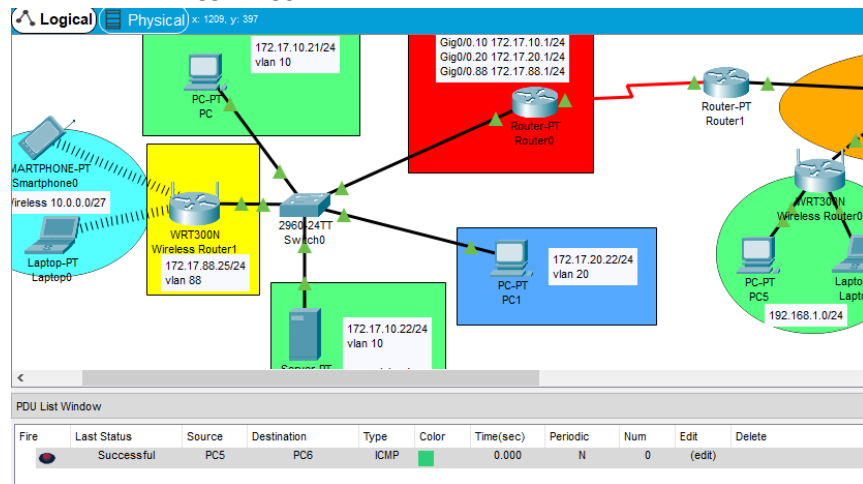 Logical
Physical
x: 1209, y: 397
172.17.10.21/24
vlan 10
PC-PT
PC
Gig0/0.10 172.17.10.1/24
Gig0/0.20 172.17.20.1/24
Gig0/0.88 172.17.88.1/24
Router-PT
Router0
Router-PT
Router1
MARTPHONE-PT
Smartphone0
ireless 10.0.0.0/27
Laptop-PT
Laptop0
WRT300N
Wireless Router1
172.17.88.25/24
vlan 88
2960-24TT
Switch0
PC-PT
PC1
172.17.20.22/24
vlan 20
172.17.10.22/24
vlan 10
Server-PT
WRT300N
Wireless Router0
PC-PT
PC5
Lapto
Lapt
192.168.1.0/24
PDU List Window
Fire Last Status Source Destination Type Color Time(sec) Periodic Num Edit Delete
Successful PC5 PC6 ICMP 0.000 N 0 (edit)